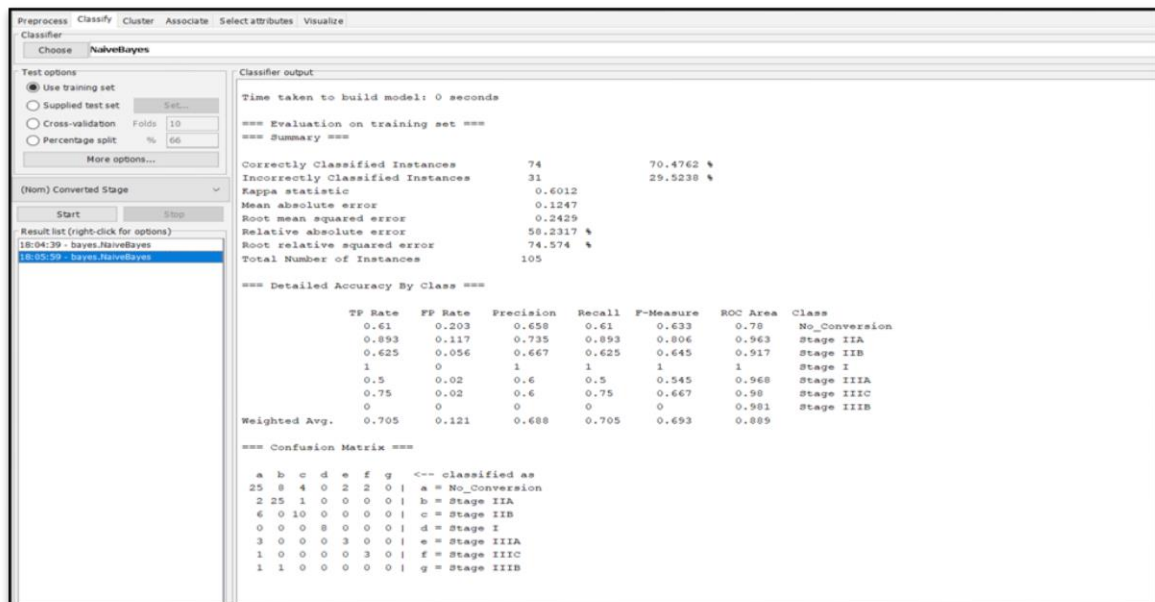 Preprocess Classify Cluster Associate Select attributes Visualize
Classifier
Choose NaiveBayes
Test options
Use training set
Supplied test set Set...
Cross-validation Folds 10
Percentage split % 66
More options...
(Nom) Converted Stage
Start Stop
Result list (right-click for options)
18:04:39 - bayes.NaiveBayes
18:05:59 - bayes.NaiveBayes
Classifier output
Time taken to build model: 0 seconds
=== Evaluation on training set ===
=== Summary ===
Correctly Classified Instances 74 70.4762 %
Incorrectly Classified Instances 31 29.5238 %
Kappa statistic 0.6012
Mean absolute error 0.1247
Root mean squared error 0.2429
Relative absolute error 58.2317 %
Root relative squared error 74.574 %
Total Number of Instances 105
=== Detailed Accuracy By Class ===
TP Rate FP Rate Precision Recall F-Measure ROC Area Class
0.61 0.203 0.658 0.61 0.633 0.78 No_Conversion
0.893 0.117 0.735 0.893 0.806 0.963 Stage IIA
0.625 0.056 0.667 0.625 0.645 0.917 Stage IIB
1 0 1 1 1 1 Stage I
0.5 0.02 0.6 0.5 0.545 0.968 Stage IIIA
0.75 0.02 0.6 0.75 0.667 0.98 Stage IIIC
0 0 0 0 0 0.981 Stage IIIB
Weighted Avg. 0.705 0.121 0.688 0.705 0.693 0.889
=== Confusion Matrix ===
a b c d e f g <-- classified as
25 8 4 0 2 2 0 | a = No_Conversion
2 25 1 0 0 0 0 | b = Stage IIA
6 0 10 0 0 0 0 | c = Stage IIB
0 0 0 8 0 0 0 | d = Stage I
3 0 0 0 3 0 0 | e = Stage IIIA
1 0 0 0 0 3 0 | f = Stage IIIC
1 1 0 0 0 0 0 | g = Stage IIIB